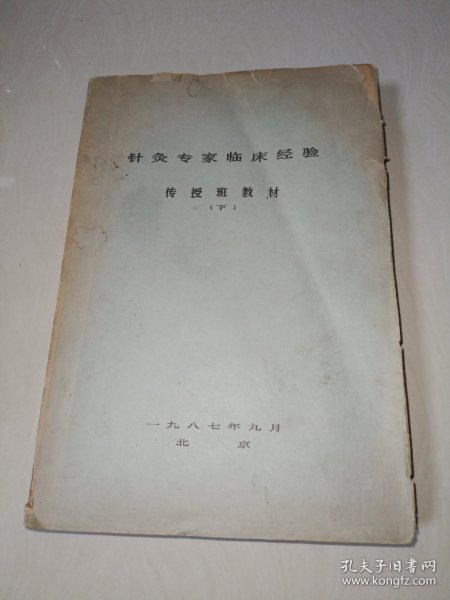 针灸专家临床经验
传授班教材
(下)
一九八七年九月
北京
孔夫子旧书网
www.kongfz.com